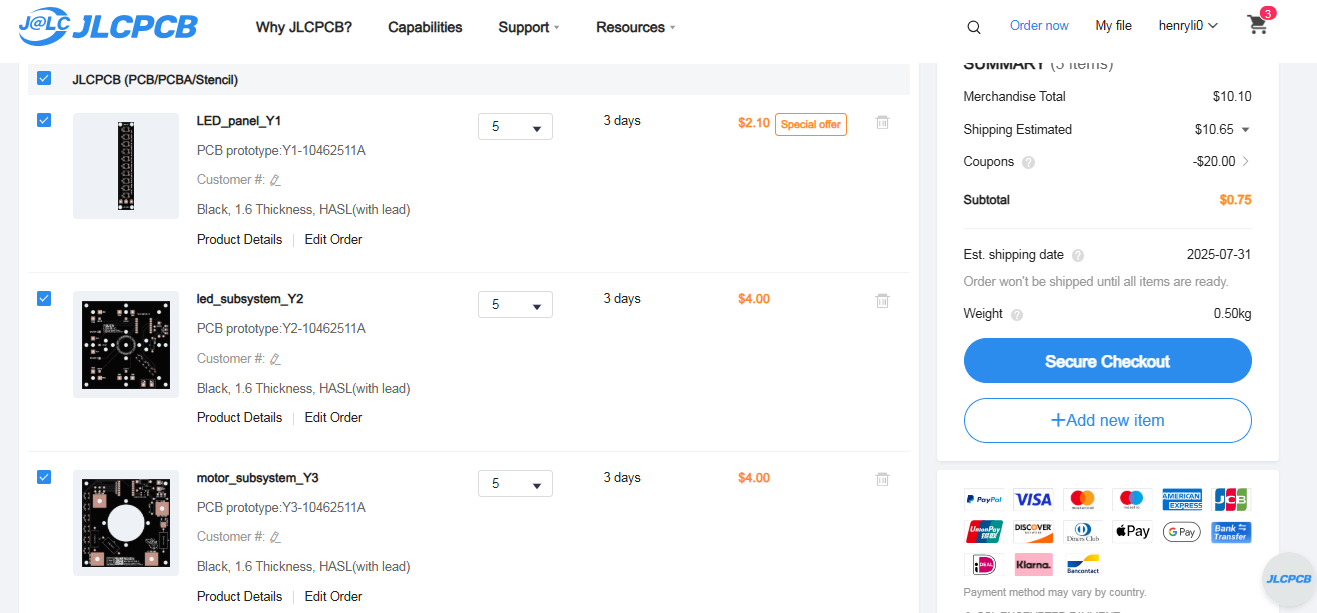 J@LC JLCPCB
Why JLCPCB?
Capabilities
Support
Resources
Order now
My file
henryli0
3
JLCPCB (PCB/PCBA/Stencil)
LED_panel_Y1
5
3 days
$2.10
Special offer
PCB prototype:Y1-10462511A
Customer #:
Black, 1.6 Thickness, HASL(with lead)
Product Details
Edit Order
led_subsystem_Y2
5
3 days
$4.00
PCB prototype:Y2-10462511A
Customer #:
Black, 1.6 Thickness, HASL(with lead)
Product Details
Edit Order
motor_subsystem_Y3
5
3 days
$4.00
PCB prototype:Y3-10462511A
Customer #:
Black, 1.6 Thickness, HASL(with lead)
Product Details
Edit Order
SUMMARY (3 items)
Merchandise Total $10.10
Shipping Estimated $10.65
Coupons ? -$20.00
Subtotal $0.75
Est. shipping date ? 2025-07-31
Order won't be shipped until all items are ready.
Weight ? 0.50kg
Secure Checkout
+Add new item
PayPal VISA mastercard maestro AMERICAN EXPRESS JCB
UnionPay 银联 DISCOVER Diners Club Pay G Pay Bank Transfer
iDEAL Klarna. Bancontact
JLCPCB
Payment method may vary by country.